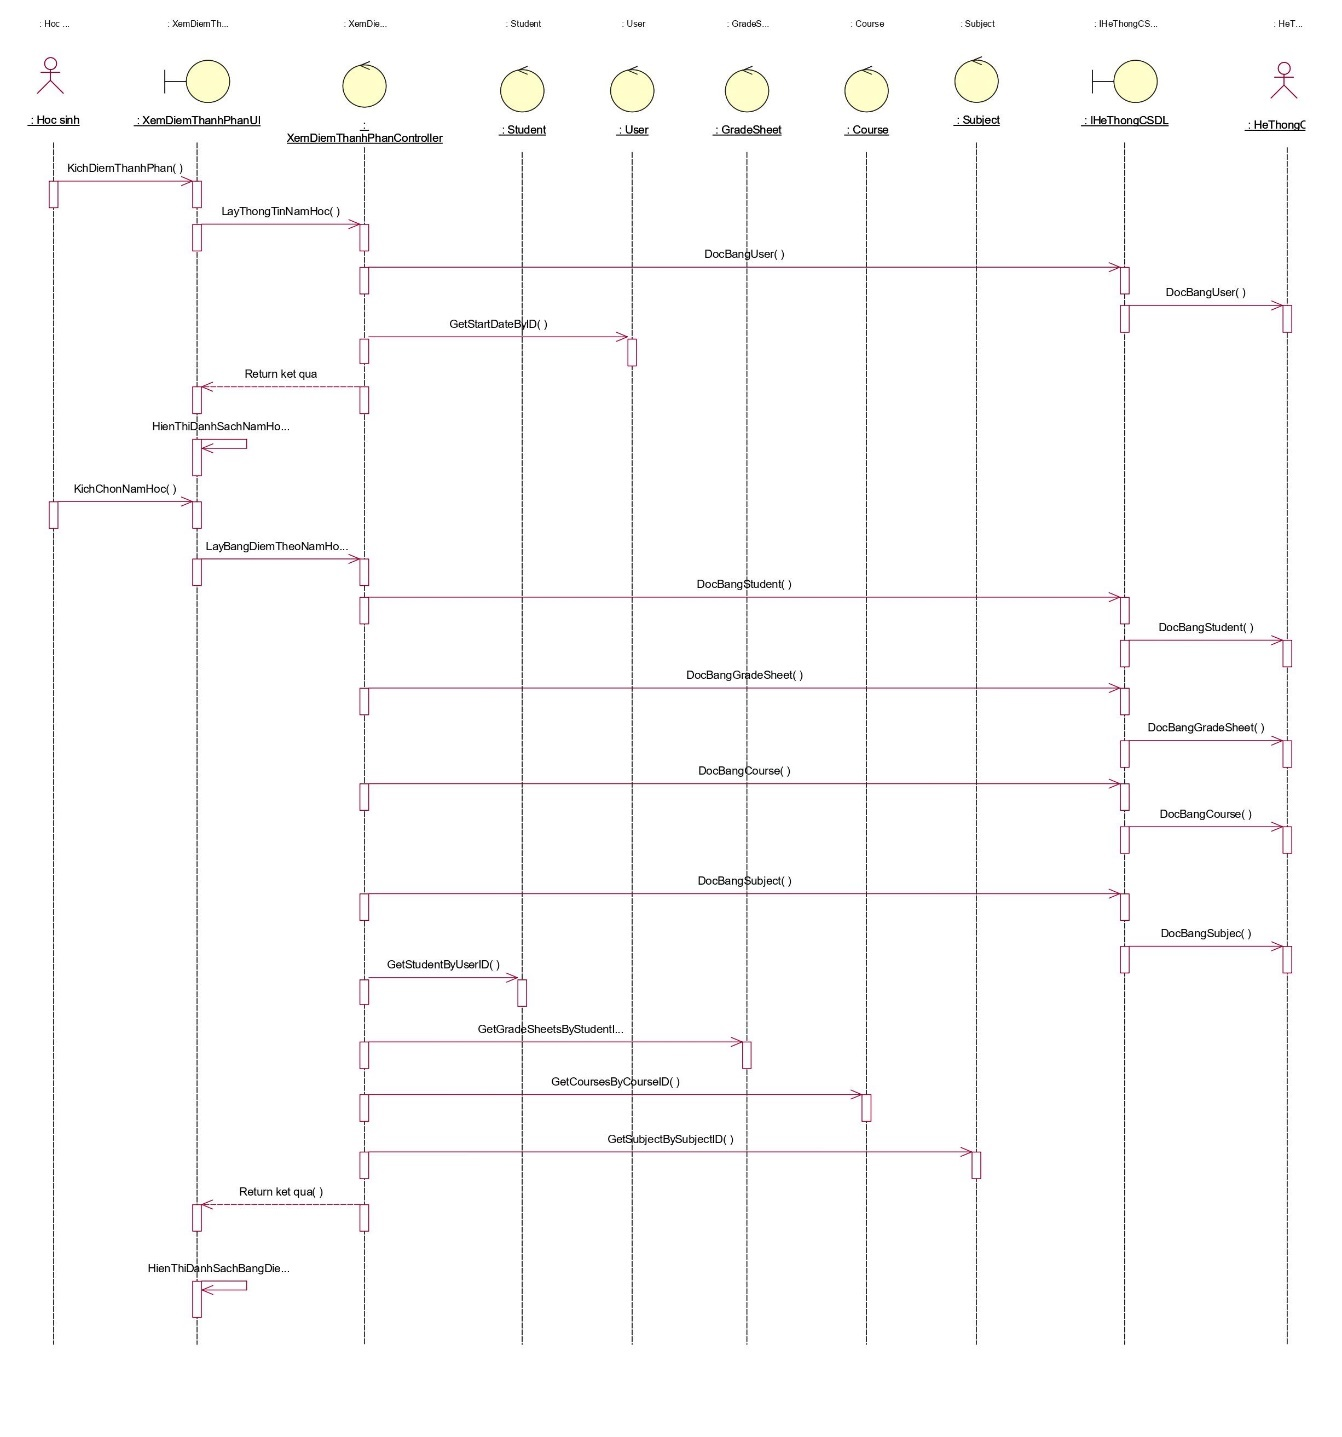 : Hoc ...
: XemDiemTh...
: XemDie...
: Student
: User
: GradeS...
: Course
: Subject
: IHeThongCS...
: HeT...
: Hoc sinh
: XemDiemThanhPhanUI
:
XemDiemThanhPhanController
: Student
: User
: GradeSheet
: Course
: Subject
: IHeThongCSDL
: HeThongC
KichDiemThanhPhan( )
LayThongTinNamHoc( )
DocBangUser( )
DocBangUser( )
GetStartDateByID( )
Return ket qua
HienThiDanhSachNamHo...
KichChonNamHoc( )
LayBangDiemTheoNamHo...
DocBangStudent( )
DocBangStudent( )
DocBangGradeSheet( )
DocBangGradeSheet( )
DocBangCourse( )
DocBangCourse( )
DocBangSubject( )
DocBangSubjec( )
GetStudentByUserID( )
GetGradeSheetsByStudentI...
GetCoursesByCourseID( )
GetSubjectBySubjectID( )
Return ket qua( )
HienThiDanhSachBangDie...